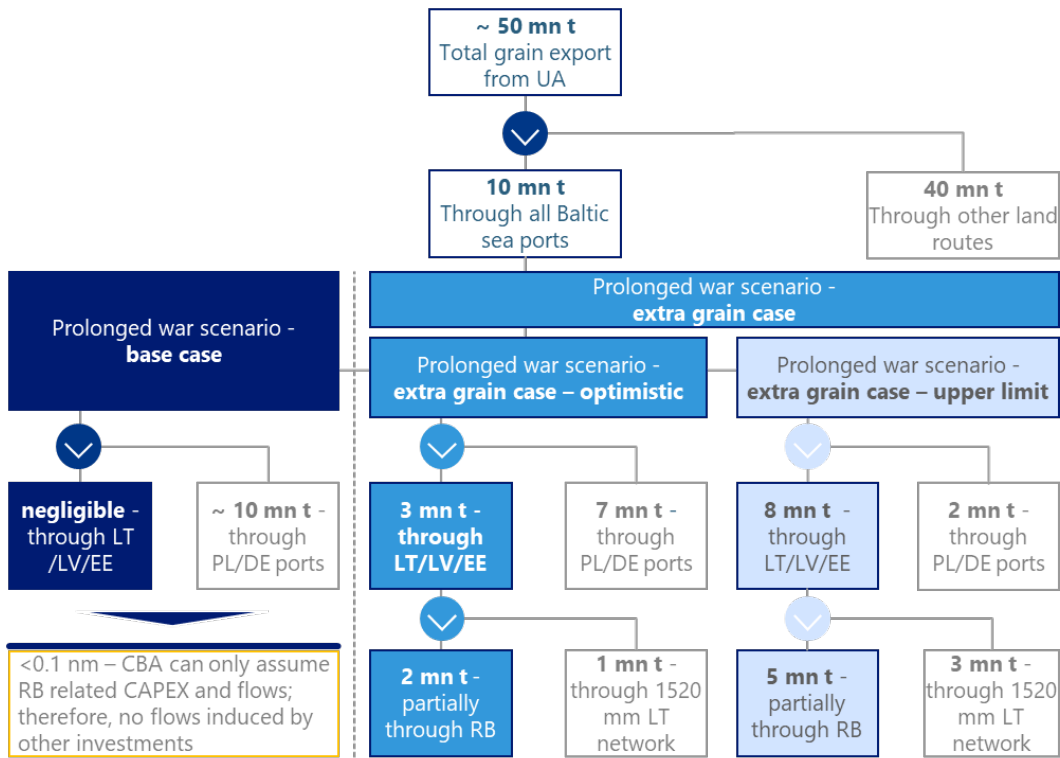 ~ 50 mn t
Total grain export
from UA
10 mn t
Through all Baltic
sea ports
40 mn t
Through other land
routes
Prolonged war scenario -
base case
Prolonged war scenario -
extra grain case
Prolonged war scenario -
extra grain case – optimistic
Prolonged war scenario -
extra grain case – upper limit
negligible -
through LT
/LV/EE
~ 10 mn t -
through
PL/DE ports
3 mn t -
through
LT/LV/EE
7 mn t -
through
PL/DE ports
8 mn t -
through
LT/LV/EE
2 mn t -
through
PL/DE ports
<0.1 nm – CBA can only assume
RB related CAPEX and flows;
therefore, no flows induced by
other investments
2 mn t -
partially
through RB
1 mn t -
through 1520
mm LT
network
5 mn t -
partially
through RB
3 mn t -
through 1520
mm LT
network